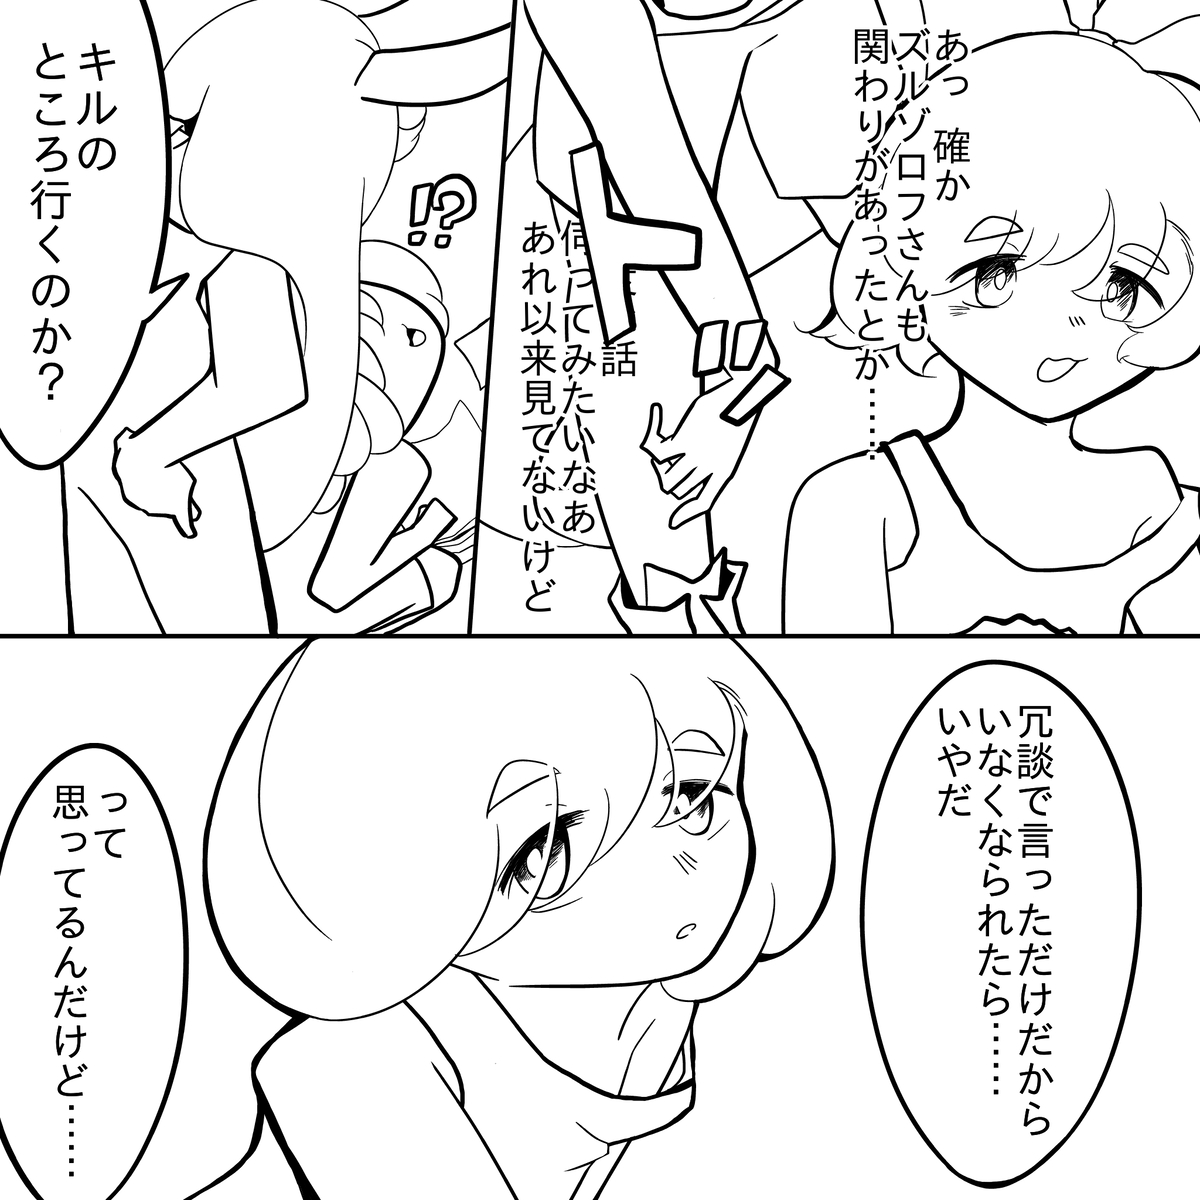 あっ 確か
ズルゾロフさんも
関わりがあったとか……
話
伺ってみたいなあ
あれ以来見てないけど
!?
キルの
ところ行くのか?
冗談で言っただけだから
いなくなられたら……
いやだ
って
思ってるんだけど……